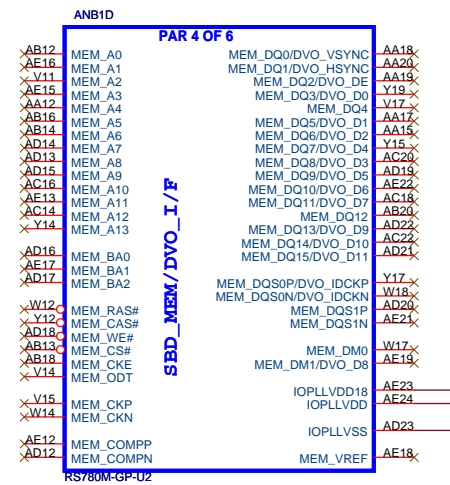 ANB1D
PAR 4 OF 6
AB12 MEM_A0 MEM_DQ0/DVO_VSYNC AA18
AE16 MEM_A1 MEM_DQ1/DVO_HSYNC AA20
V11 MEM_A2 MEM_DQ2/DVO_DE AA19
AE15 MEM_A3 MEM_DQ3/DVO_D0 Y19
AA12 MEM_A4 MEM_DQ4 V17
AB16 MEM_A5 MEM_DQ5/DVO_D1 AA17
AB14 MEM_A6 MEM_DQ6/DVO_D2 AA15
AD14 MEM_A7 MEM_DQ7/DVO_D4 Y15
AD13 MEM_A8 MEM_DQ8/DVO_D3 AC20
AD15 MEM_A9 MEM_DQ9/DVO_D5 AD19
AC16 MEM_A10 MEM_DQ10/DVO_D6 AE22
AE13 MEM_A11 MEM_DQ11/DVO_D7 AC18
AC14 MEM_A12 MEM_DQ12 AB20
Y14 MEM_A13 MEM_DQ13/DVO_D9 AD22
MEM_DQ14/DVO_D10 AC22
AD16 MEM_BA0 MEM_DQ15/DVO_D11 AD21
AE17 MEM_BA1
AD17 MEM_BA2 MEM_DQS0P/DVO_IDCKP Y17
MEM_DQS0N/DVO_IDCKN W18
W12 MEM_RAS# MEM_DQS1P AD20
Y12 MEM_CAS# MEM_DQS1N AE21
AD18 MEM_WE#
AB13 MEM_CS# MEM_DM0 W17
AB18 MEM_CKE MEM_DM1/DVO_D8 AE19
V14 MEM_ODT
IOPLLVDD18 AE23
V15 MEM_CKP IOPLLVDD AE24
W14 MEM_CKN
IOPLLVSS AD23
AE12 MEM_COMPP
AD12 MEM_COMPN MEM_VREF AE18
SBD_MEM/DVO_I/F
RS780M-GP-U2